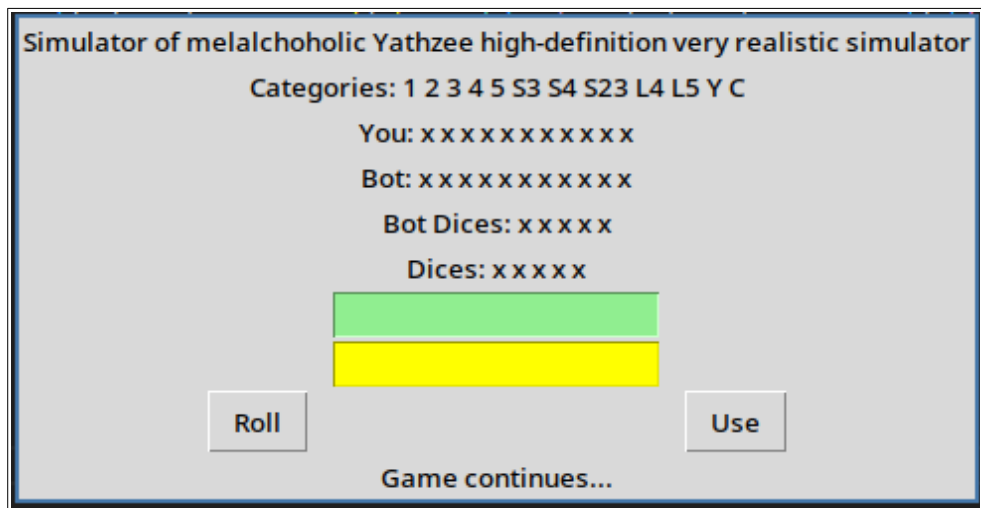 Simulator of melalchoholic Yathzee high-definition very realistic simulator
Categories: 1 2 3 4 5 S3 S4 S23 L4 L5 Y C
You: x x x x x x x x x x x
Bot: x x x x x x x x x x x
Bot Dices: x x x x x
Dices: x x x x x
Roll Use
Game continues...